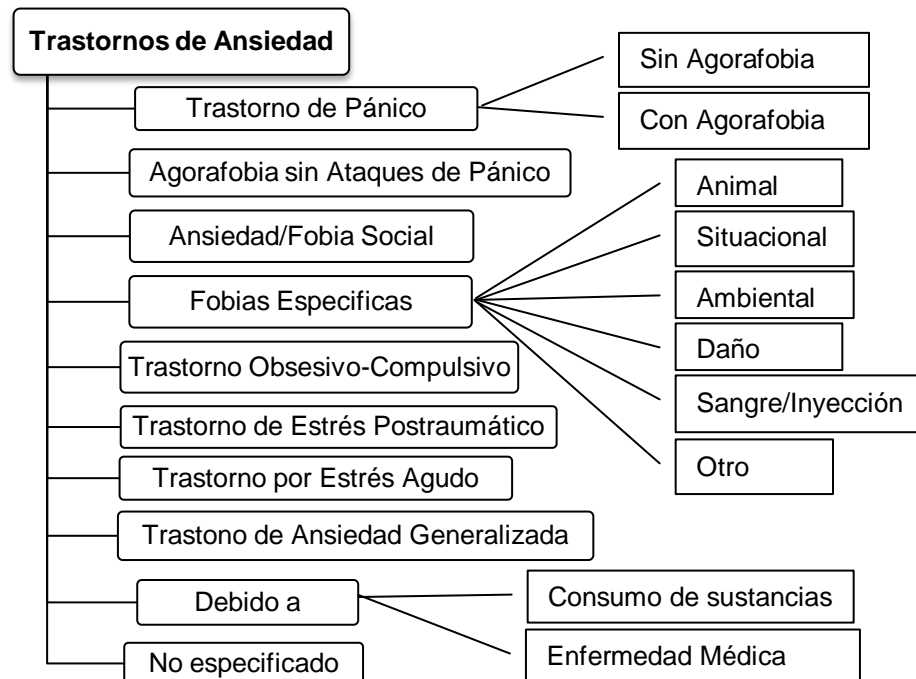 Trastornos de Ansiedad
Trastorno de Pánico
Sin Agorafobia
Con Agorafobia
Agorafobia sin Ataques de Pánico
Ansiedad/Fobia Social
Fobias Especificas
Animal
Situacional
Ambiental
Daño
Sangre/Inyección
Otro
Trastorno Obsesivo-Compulsivo
Trastorno de Estrés Postraumático
Trastorno por Estrés Agudo
Trastono de Ansiedad Generalizada
Debido a
Consumo de sustancias
Enfermedad Médica
No especificado